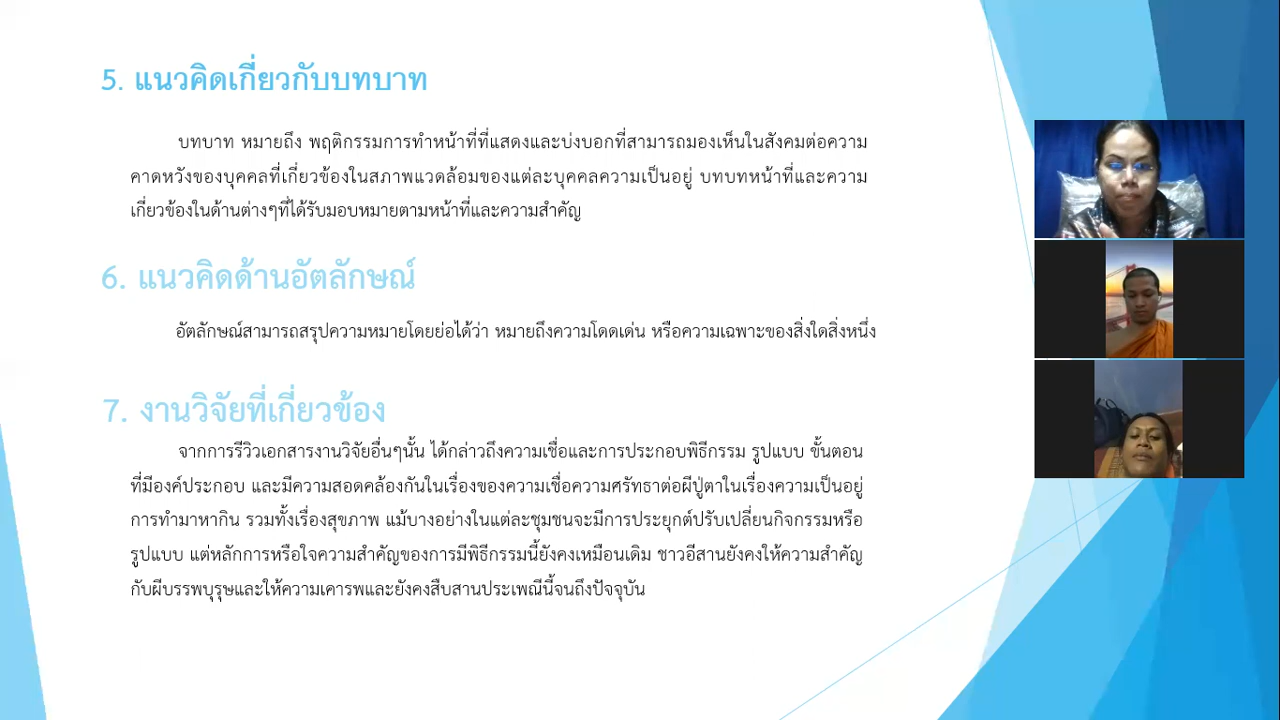 5. แนวคิดเกี่ยวกับบทบาท
บทบาท หมายถึง พฤติกรรมการทำหน้าที่ที่แสดงและบ่งบอกที่สามารถมองเห็นในสังคมต่อความ
คาดหวังของบุคคลที่เกี่ยวข้องในสภาพแวดล้อมของแต่ละบุคคลความเป็นอยู่ บทบทหน้าที่และความ
เกี่ยวข้องในด้านต่างๆที่ได้รับมอบหมายตามหน้าที่และความสำคัญ
6. แนวคิดด้านอัตลักษณ์
อัตลักษณ์สามารถสรุปความหมายโดยย่อได้ว่า หมายถึงความโดดเด่น หรือความเฉพาะของสิ่งใดสิ่งหนึ่ง
7. งานวิจัยที่เกี่ยวข้อง
จากการรีวิวเอกสารงานวิจัยอื่นๆนั้น ได้กล่าวถึงความเชื่อและการประกอบพิธีกรรม รูปแบบ ขั้นตอน
ที่มีองค์ประกอบ และมีความสอดคล้องกันในเรื่องของความเชื่อความศรัทธาต่อผีปู่ตาในเรื่องความเป็นอยู่
การทำมาหากิน รวมทั้งเรื่องสุขภาพ แม้บางอย่างในแต่ละชุมชนจะมีการประยุกต์ปรับเปลี่ยนกิจกรรมหรือ
รูปแบบ แต่หลักการหรือใจความสำคัญของการมีพิธีกรรมนี้ยังคงเหมือนเดิม ชาวอีสานยังคงให้ความสำคัญ
กับผีบรรพบุรุษและให้ความเคารพและยังคงสืบสานประเพณีนี้จนถึงปัจจุบัน